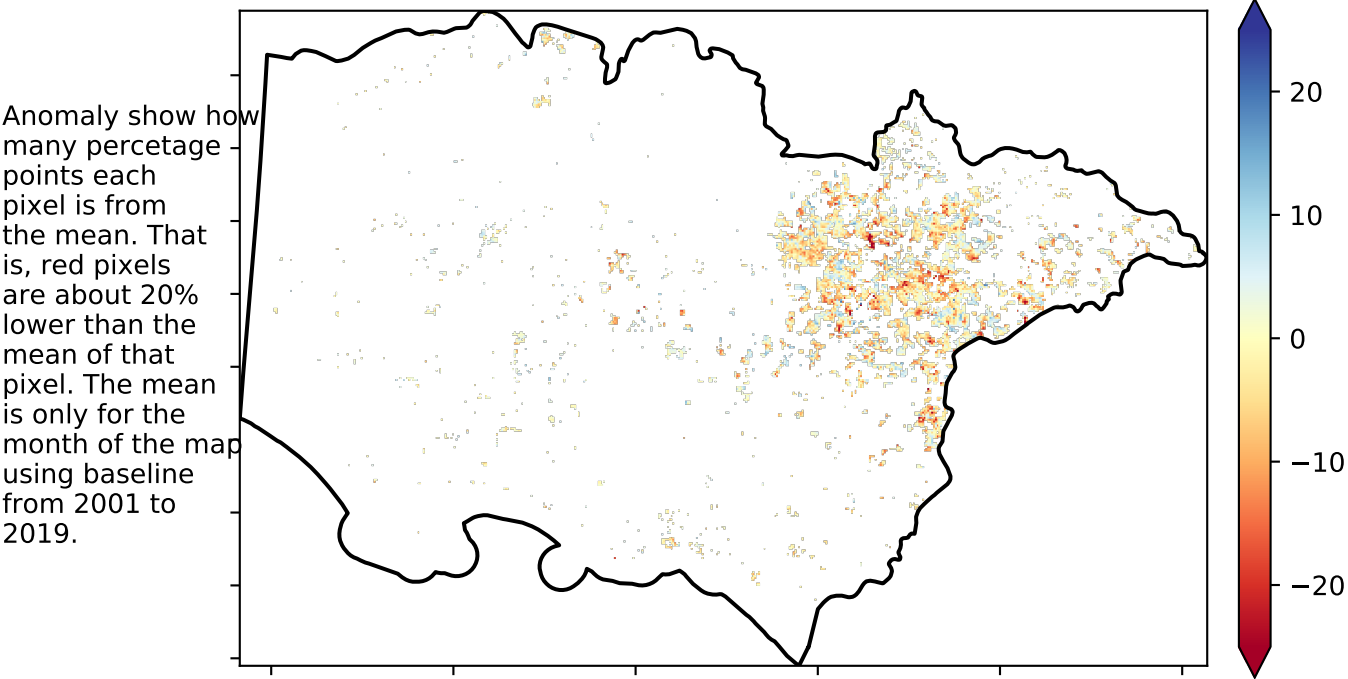 Anomaly show how
many percetage
points each
pixel is from
the mean. That
is, red pixels
are about 20%
lower than the
mean of that
pixel. The mean
is only for the
month of the map
using baseline
from 2001 to
2019.
20
10
0
−10
−20